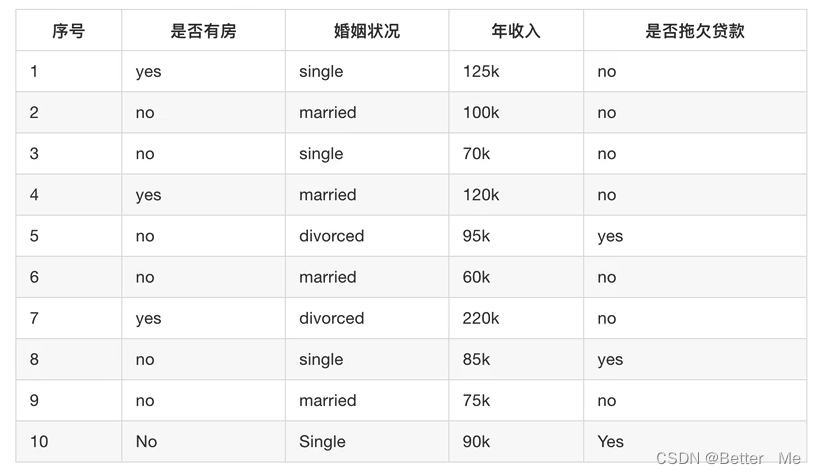 序号 是否有房 婚姻状况 年收入 是否拖欠贷款
1 yes single 125k no
2 no married 100k no
3 no single 70k no
4 yes married 120k no
5 no divorced 95k yes
6 no married 60k no
7 yes divorced 220k no
8 no single 85k yes
9 no married 75k no
10 No Single 90k Yes
CSDN @Better__Me